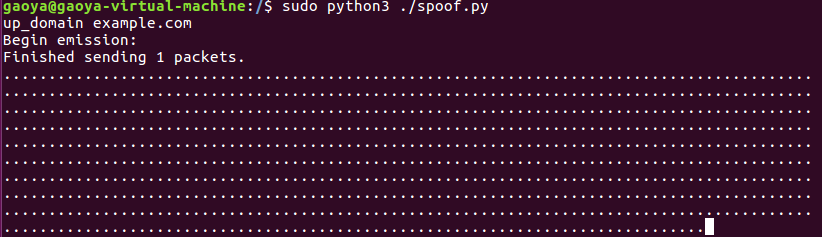 gaoya@gaoya-virtual-machine:/$ sudo python3 ./spoof.py
up_domain example.com
Begin emission:
Finished sending 1 packets.
..........................................................................................
..........................................................................................
..........................................................................................
..........................................................................................
..........................................................................................
..........................................................................................
..........................................................................................
..........................................................................................
..........................................................................................
..............................................................................